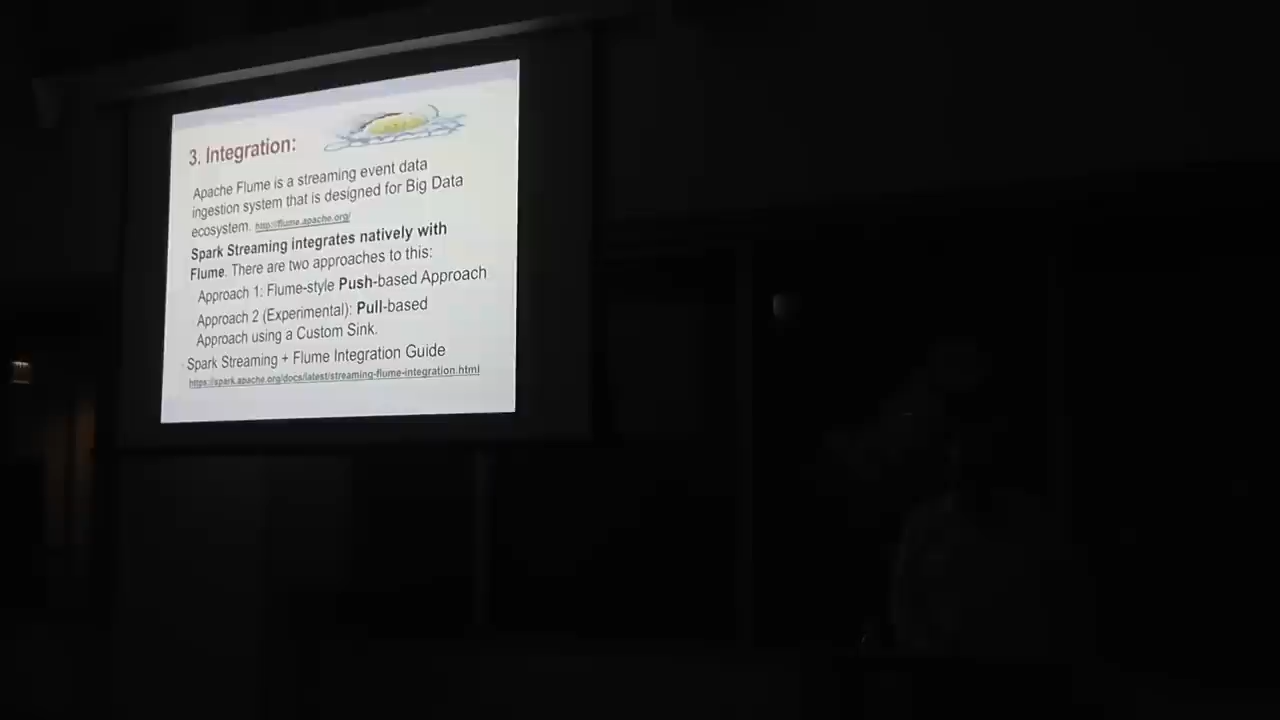 3. Integration:
Apache Flume is a streaming event data
ingestion system that is designed for Big Data
ecosystem. http://flume.apache.org/
Spark Streaming integrates natively with
Flume. There are two approaches to this:
Approach 1: Flume-style Push-based Approach
Approach 2 (Experimental): Pull-based
Approach using a Custom Sink.
Spark Streaming + Flume Integration Guide
https://spark.apache.org/docs/latest/streaming-flume-integration.html